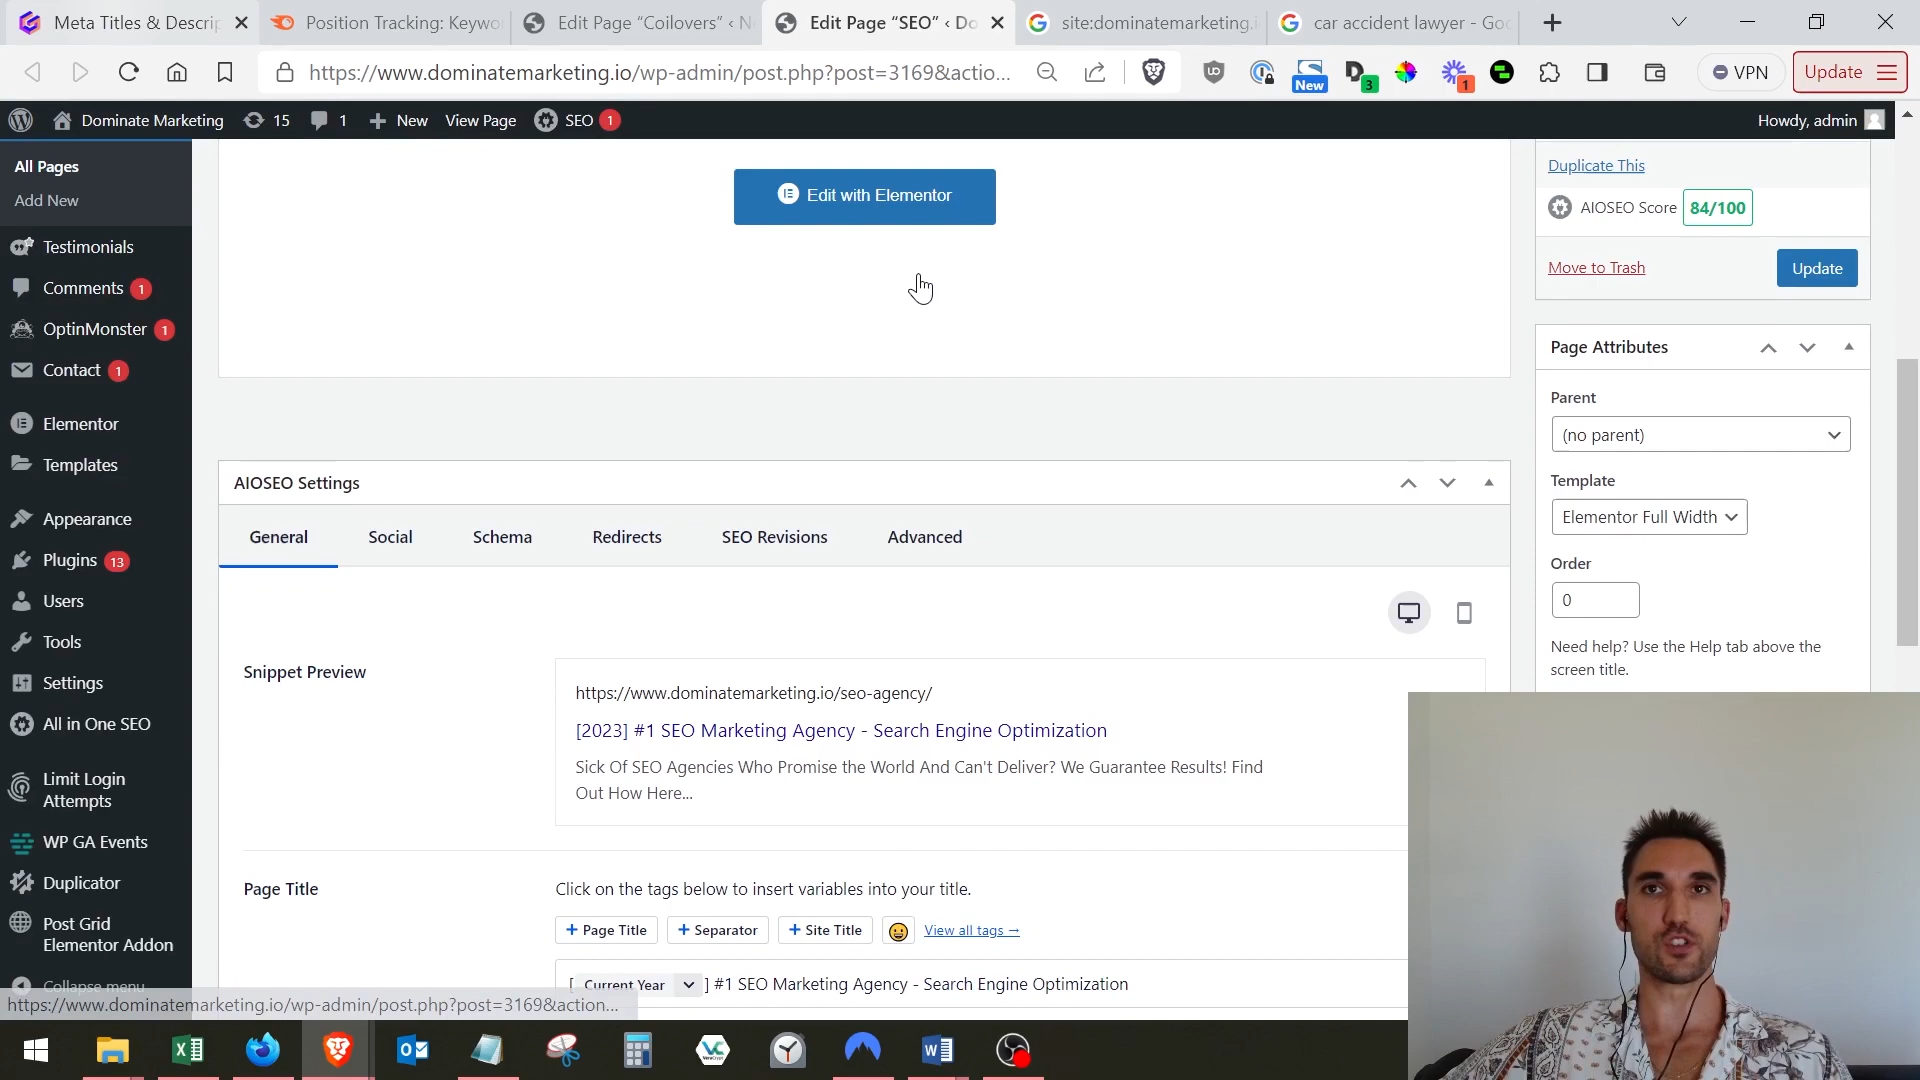 Meta Titles & Descrip
Position Tracking: Keywo
Edit Page “Coilovers” ‹ N
Edit Page “SEO” ‹ Do
site:dominatemarketing.i
car accident lawyer - Goo
https://www.dominatemarketing.io/wp-admin/post.php?post=3169&actio...
New
3
1
VPN
Update
Dominate Marketing
15
1
New
View Page
SEO
1
Howdy, admin
All Pages
Add New
Testimonials
Comments 1
OptinMonster 1
Contact 1
Elementor
Templates
Appearance
Plugins 13
Users
Tools
Settings
All in One SEO
Limit Login
Attempts
WP GA Events
Duplicator
Post Grid
Elementor Addon
Collapse menu
https://www.dominatemarketing.io/wp-admin/post.php?post=3169&action...
Edit with Elementor
AIOSEO Settings
General
Social
Schema
Redirects
SEO Revisions
Advanced
Snippet Preview
https://www.dominatemarketing.io/seo-agency/
[2023] #1 SEO Marketing Agency - Search Engine Optimization
Sick Of SEO Agencies Who Promise the World And Can't Deliver? We Guarantee Results! Find
Out How Here...
Page Title
Click on the tags below to insert variables into your title.
+ Page Title
+ Separator
+ Site Title
View all tags →
[ Current Year ] #1 SEO Marketing Agency - Search Engine Optimization
Duplicate This
AIOSEO Score 84/100
Move to Trash
Update
Page Attributes
Parent
(no parent)
Template
Elementor Full Width
Order
0
Need help? Use the Help tab above the
screen title.